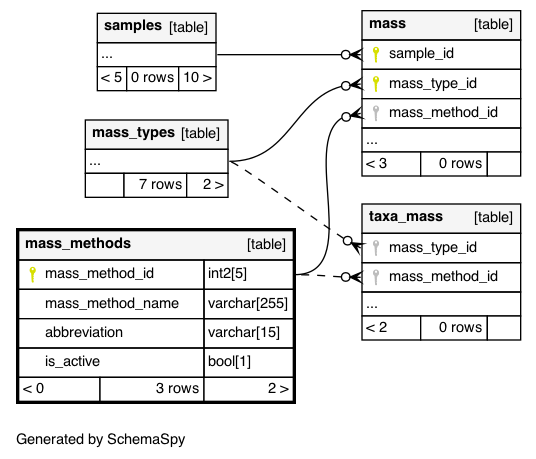 samples [table]
...
< 5 0 rows 10 >
mass_types [table]
...
7 rows 2 >
mass_methods [table]
mass_method_id int2[5]
mass_method_name varchar[255]
abbreviation varchar[15]
is_active bool[1]
< 0 3 rows 2 >
mass [table]
sample_id
mass_type_id
mass_method_id
...
< 3 0 rows
taxa_mass [table]
mass_type_id
mass_method_id
...
< 2 0 rows
Generated by SchemaSpy